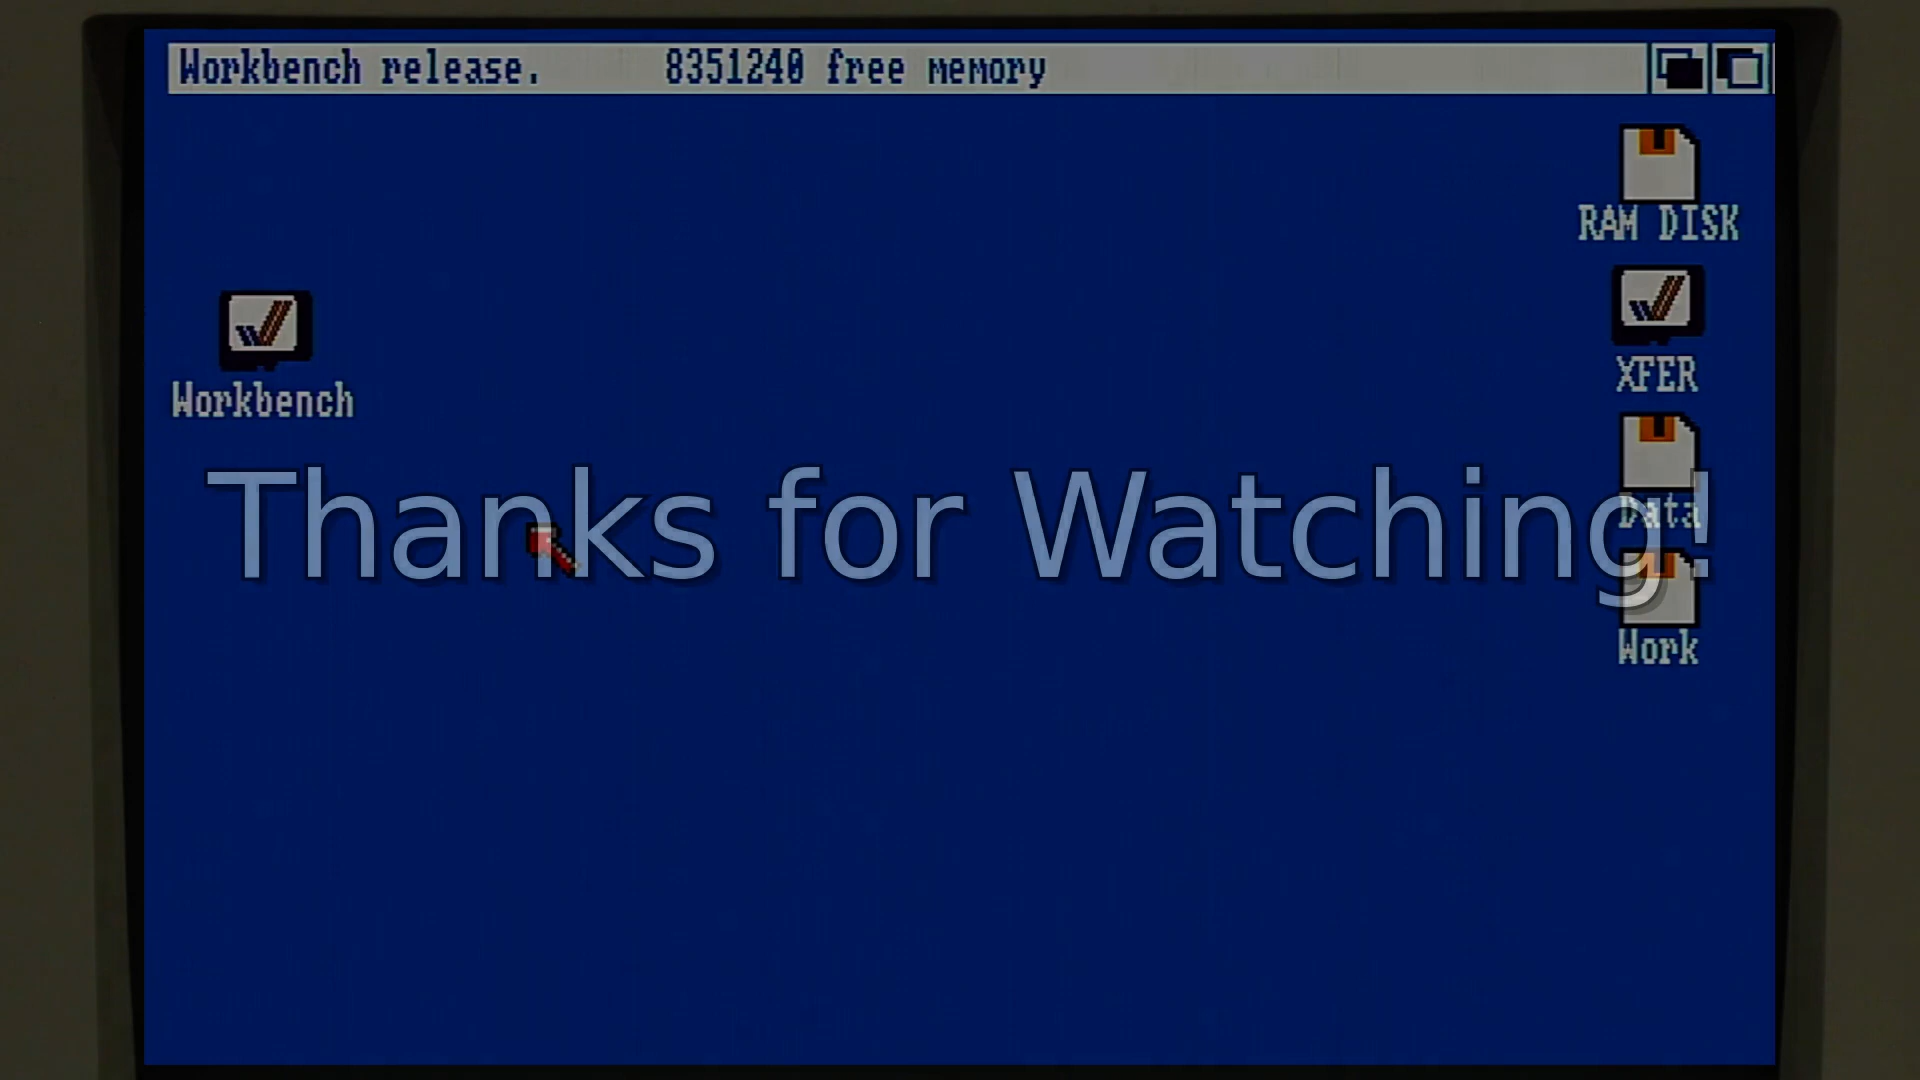 Workbench release. 8351240 free memory
RAM DISK
XFER
Workbench
Thanks for Watching!
Data
Work